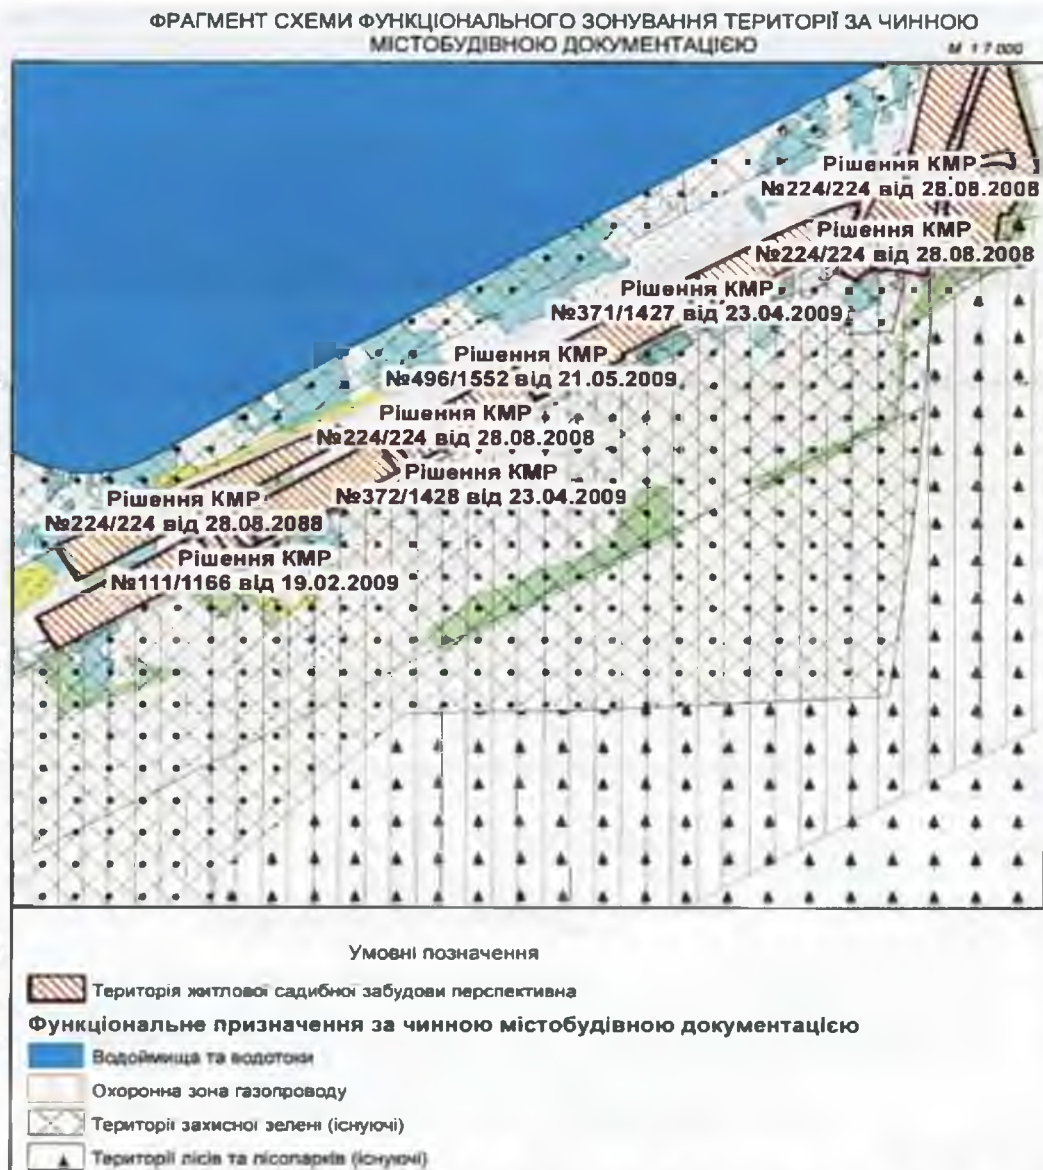 ФРАГМЕНТ СХЕМИ ФУНКЦІОНАЛЬНОГО ЗОНУВАННЯ ТЕРИТОРІЇ ЗА ЧИННОЮ
МІСТОБУДІВНОЮ ДОКУМЕНТАЦІЄЮ
М 1 7 000
Рішення КМР
№224/224 від 28.08.2008
Рішення КМР
№224/224 від 28.08.2008
Рішення КМР
№371/1427 від 23.04.2009
Рішення КМР
№496/1552 від 21.05.2009
Рішення КМР
№224/224 від 28.08.2008
Рішення КМР
№372/1428 від 23.04.2009
Рішення КМР
№224/224 від 28.08.2088
Рішення КМР
№111/1166 від 19.02.2009
Умовні позначення
Територія житлової садибної забудови перспективна
Функціональне призначення за чинною містобудівною документацією
Водоймища та водотоки
Охоронна зона газопроводу
Території захисної зелені (існуючі)
Території лісів та лісопарків (існуючі)